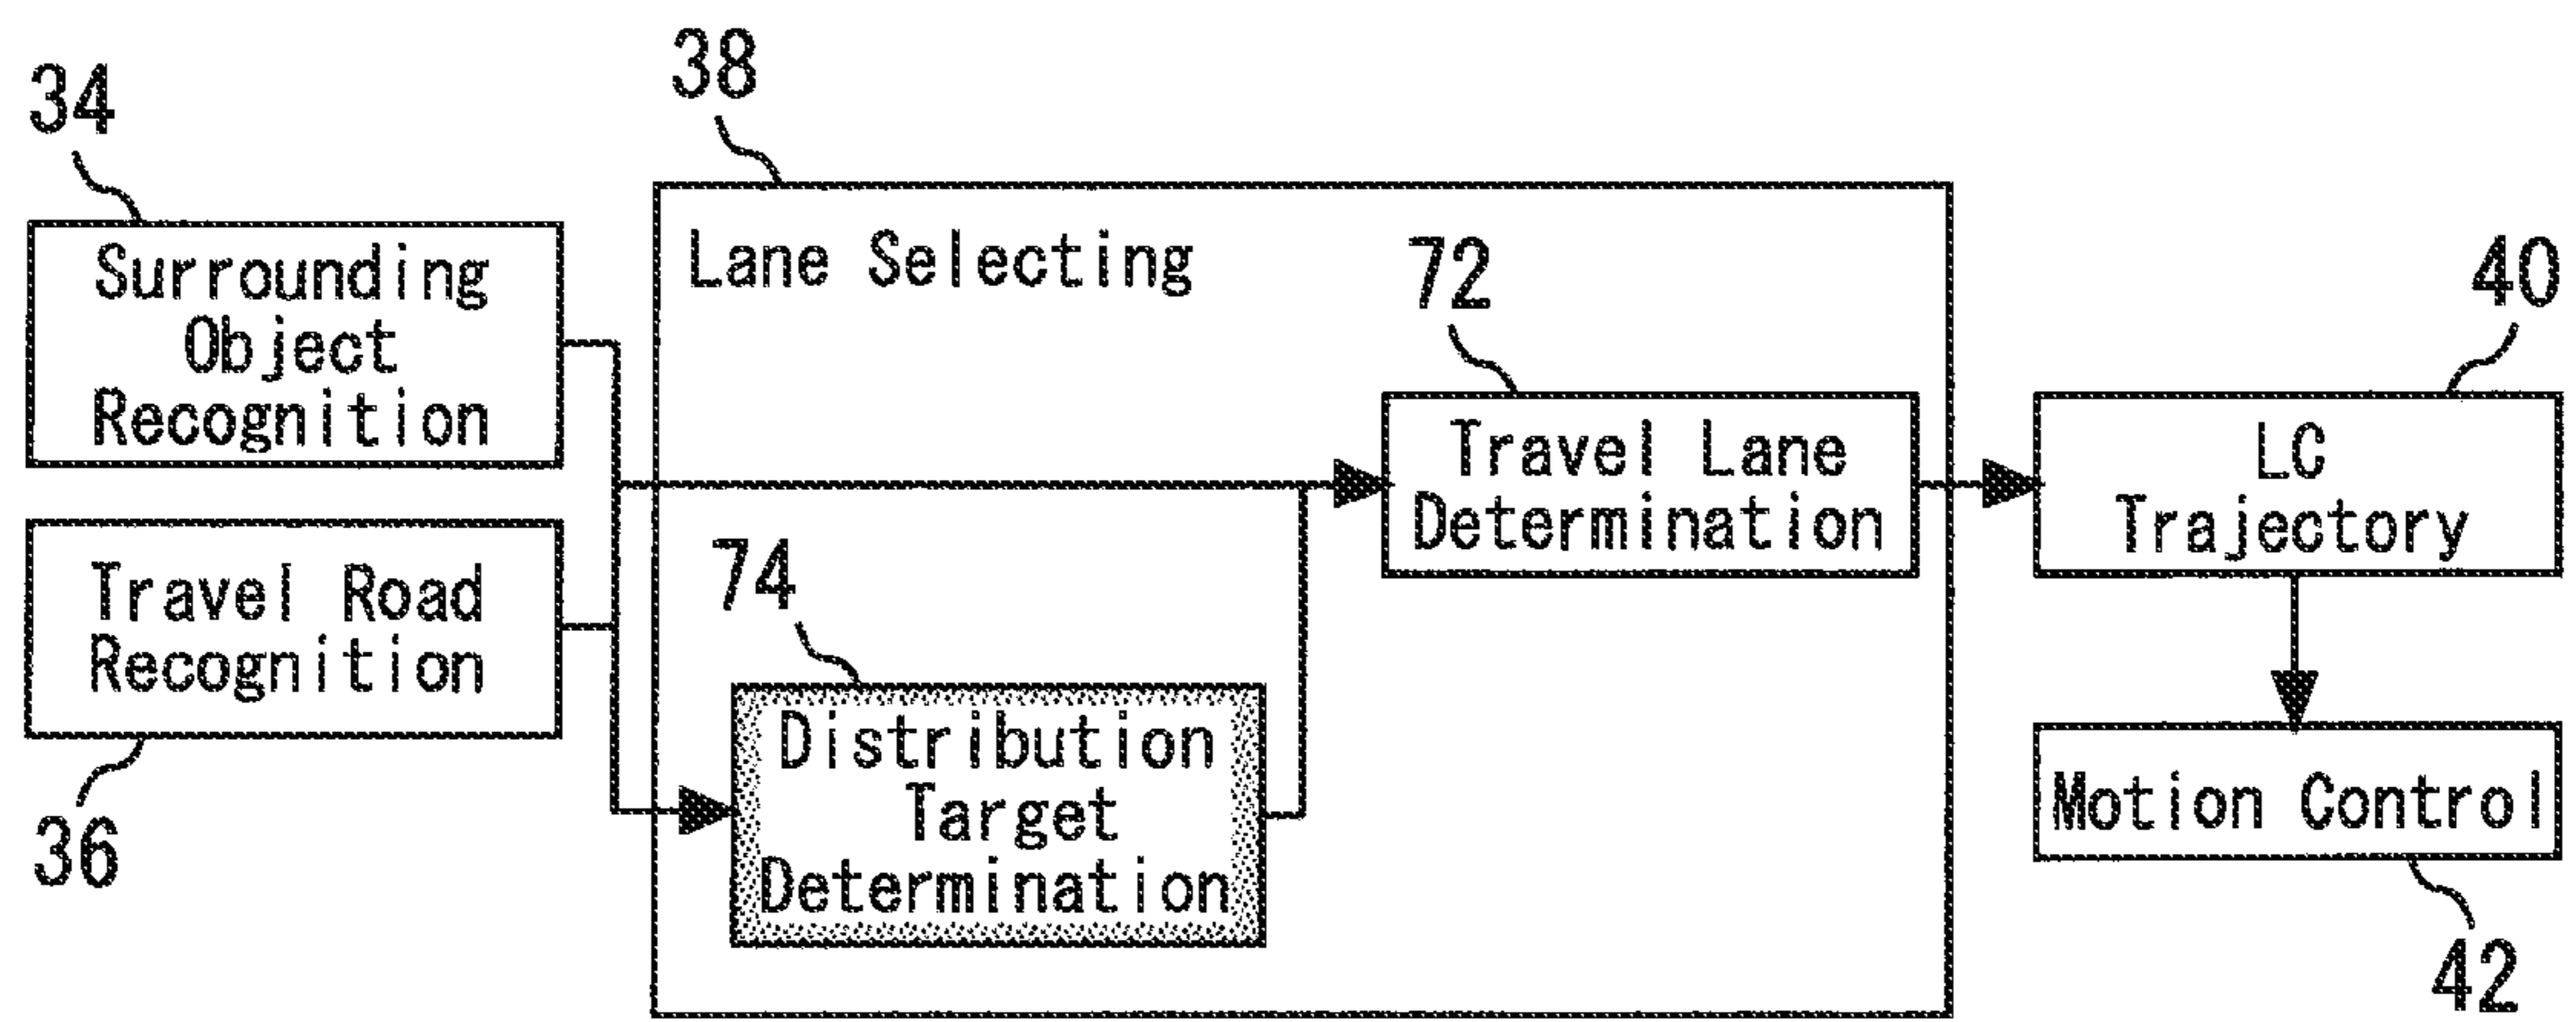 34
Surrounding
Object
Recognition
Travel Road
Recognition
36
38
Lane Selecting
72
Travel Lane
Determination
74
Distribution
Target
Determination
40
LC
Trajectory
Motion Control
42